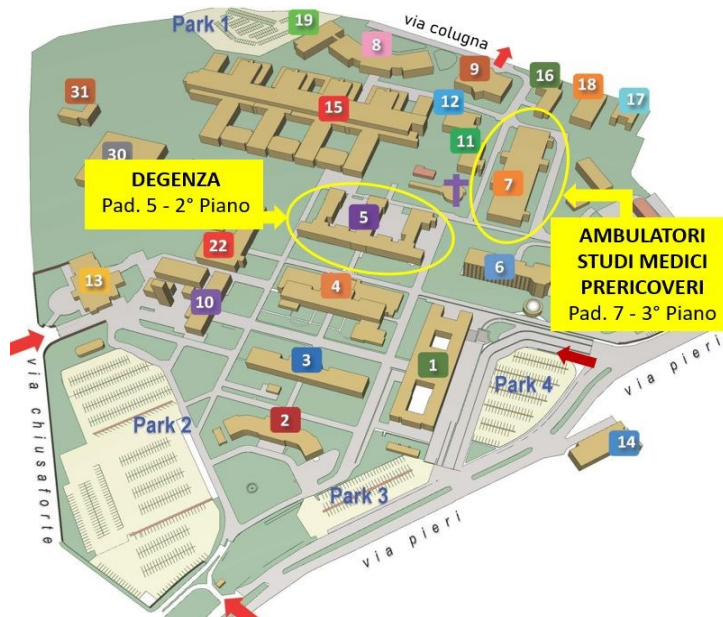 Park 1
19
8
via colugna
9
16
18
17
31
15
12
11
30
7
DEGENZA
Pad. 5 - 2° Piano
5
AMBULATORI
STUDI MEDICI
PRERICOVERI
Pad. 7 - 3° Piano
22
6
13
10
4
3
1
Park 4
via pieri
via chiusaforte
Park 2
2
14
Park 3
via pieri